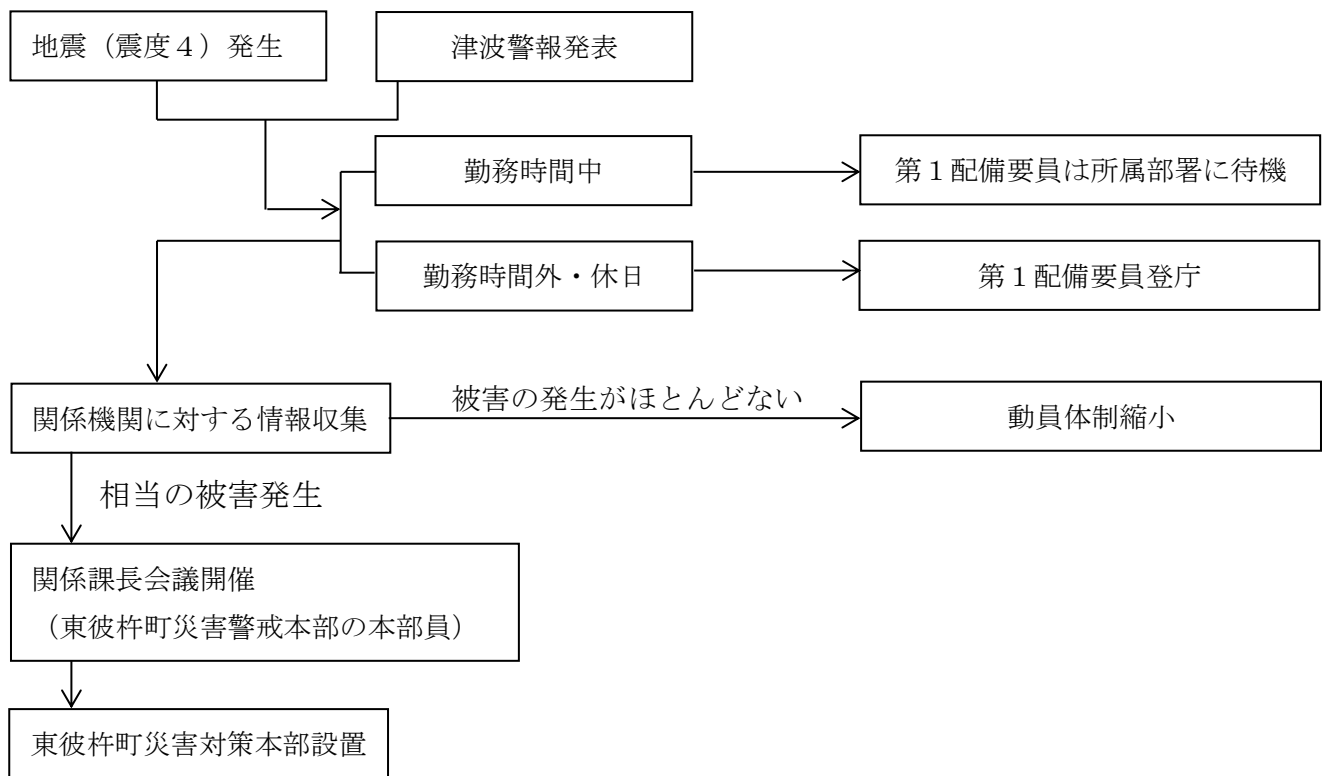 地震（震度４）発生
津波警報発表
勤務時間中
第１配備要員は所属部署に待機
勤務時間外・休日
第１配備要員登庁
関係機関に対する情報収集
被害の発生がほとんどない
動員体制縮小
相当の被害発生
関係課長会議開催
（東彼杵町災害警戒本部の本部員）
東彼杵町災害対策本部設置